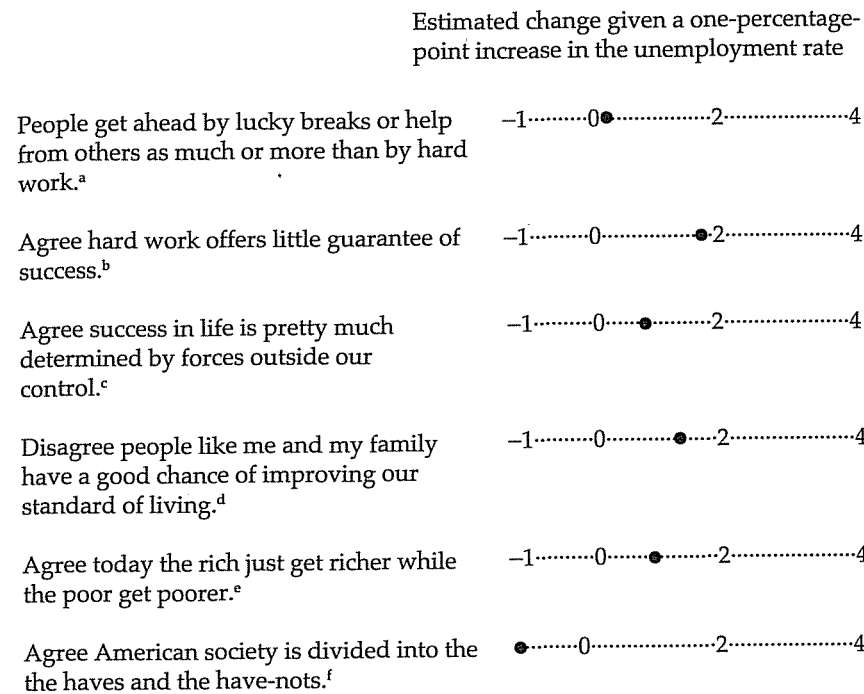 Estimated change given a one-percentage-
point increase in the unemployment rate
People get ahead by lucky breaks or help
from others as much or more than by hard
work.ᵃ
−1 0 2 4
Agree hard work offers little guarantee of
success.ᵇ
−1 0 2 4
Agree success in life is pretty much
determined by forces outside our
control.ᶜ
−1 0 2 4
Disagree people like me and my family
have a good chance of improving our
standard of living.ᵈ
−1 0 2 4
Agree today the rich just get richer while
the poor get poorer.ᵉ
−1 0 2 4
Agree American society is divided into the
the haves and the have-nots.ᶠ
0 2 4